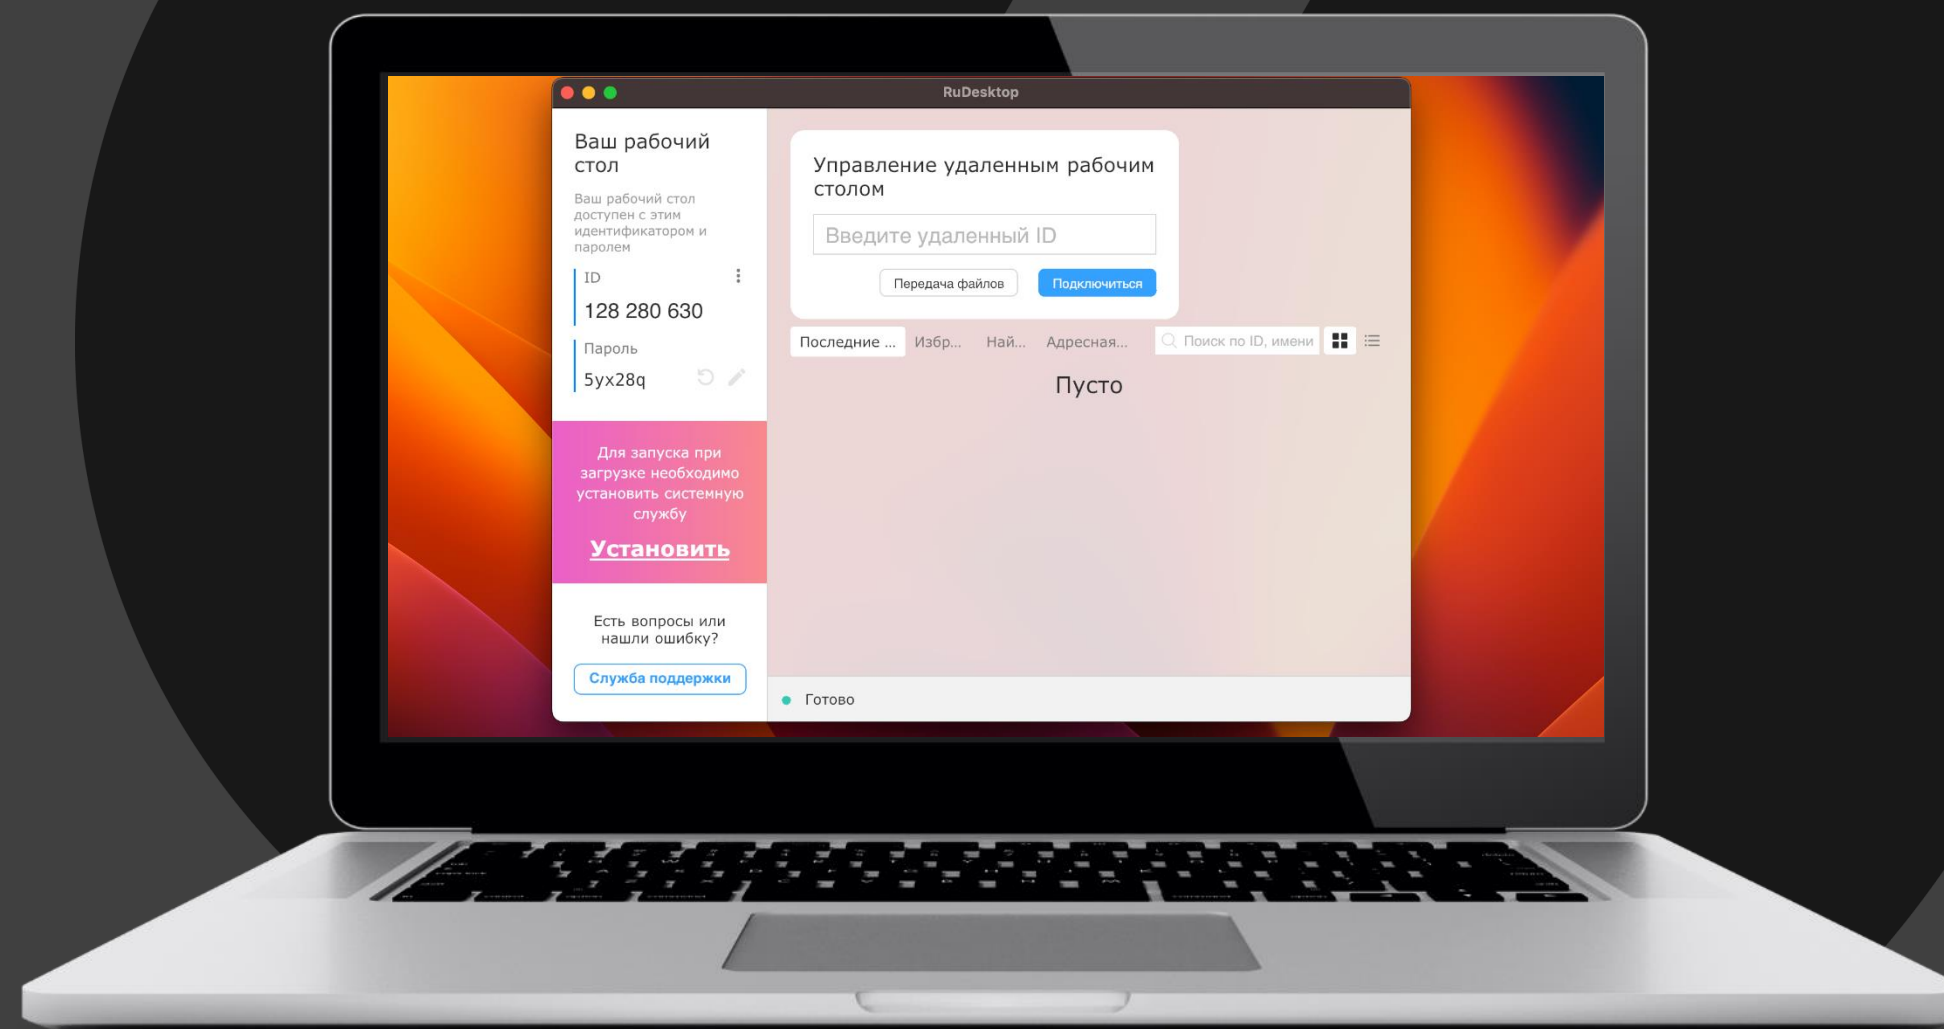 RuDesktop
Ваш рабочий
стол
Ваш рабочий стол
доступен с этим
идентификатором и
паролем
ID
128 280 630
Пароль
5yx28q
Для запуска при
загрузке необходимо
установить системную
службу
Установить
Есть вопросы или
нашли ошибку?
Служба поддержки
Управление удаленным рабочим
столом
Введите удаленный ID
Передача файлов Подключиться
Последние ... Избр... Най... Адресная... Поиск по ID, имени
Пусто
Готово